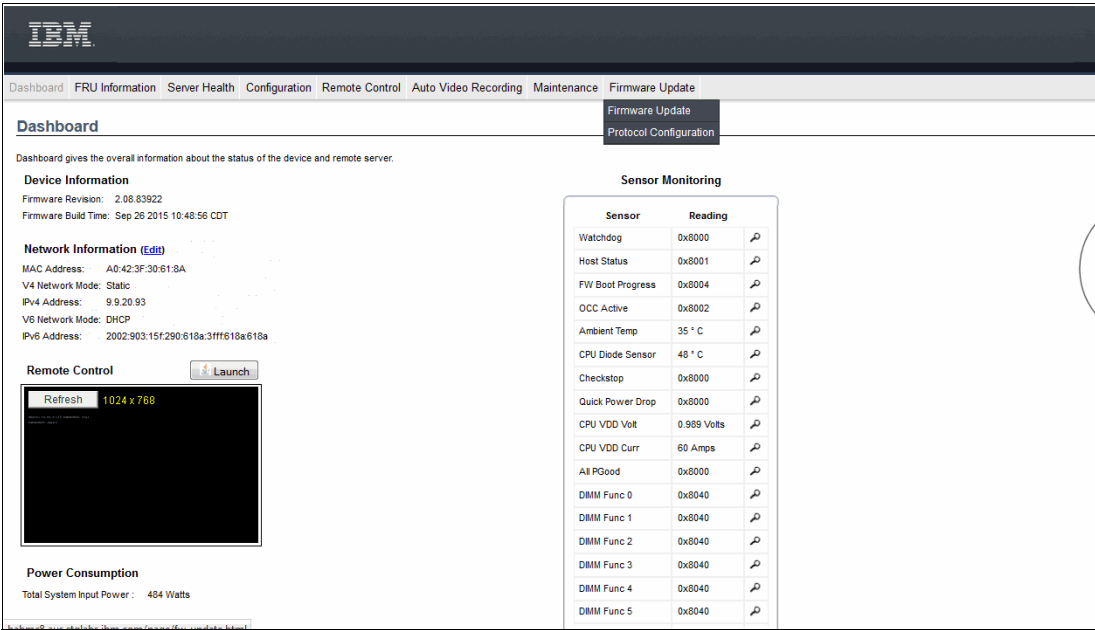 IBM
Dashboard FRU Information Server Health Configuration Remote Control Auto Video Recording Maintenance Firmware Update
Firmware Update
Protocol Configuration
Dashboard
Dashboard gives the overall information about the status of the device and remote server.
Device Information
Firmware Revision: 2.08.83922
Firmware Build Time: Sep 26 2015 10:48:56 CDT
Network Information (Edit)
MAC Address: A0:42:3F:30:61:8A
V4 Network Mode: Static
IPv4 Address: 9.9.20.93
V6 Network Mode: DHCP
IPv6 Address: 2002:903:15f:290:618a:3fff:618a:618a
Remote Control Launch
Refresh 1024 x 768
Power Consumption
Total System Input Power : 484 Watts
Sensor Monitoring
Sensor Reading
Watchdog 0x8000
Host Status 0x8001
FW Boot Progress 0x8004
OCC Active 0x8002
Ambient Temp 35 ° C
CPU Diode Sensor 48 ° C
Checkstop 0x8000
Quick Power Drop 0x8000
CPU VDD Volt 0.989 Volts
CPU VDD Curr 60 Amps
All PGood 0x8000
DIMM Func 0 0x8040
DIMM Func 1 0x8040
DIMM Func 2 0x8040
DIMM Func 3 0x8040
DIMM Func 4 0x8040
DIMM Func 5 0x8040